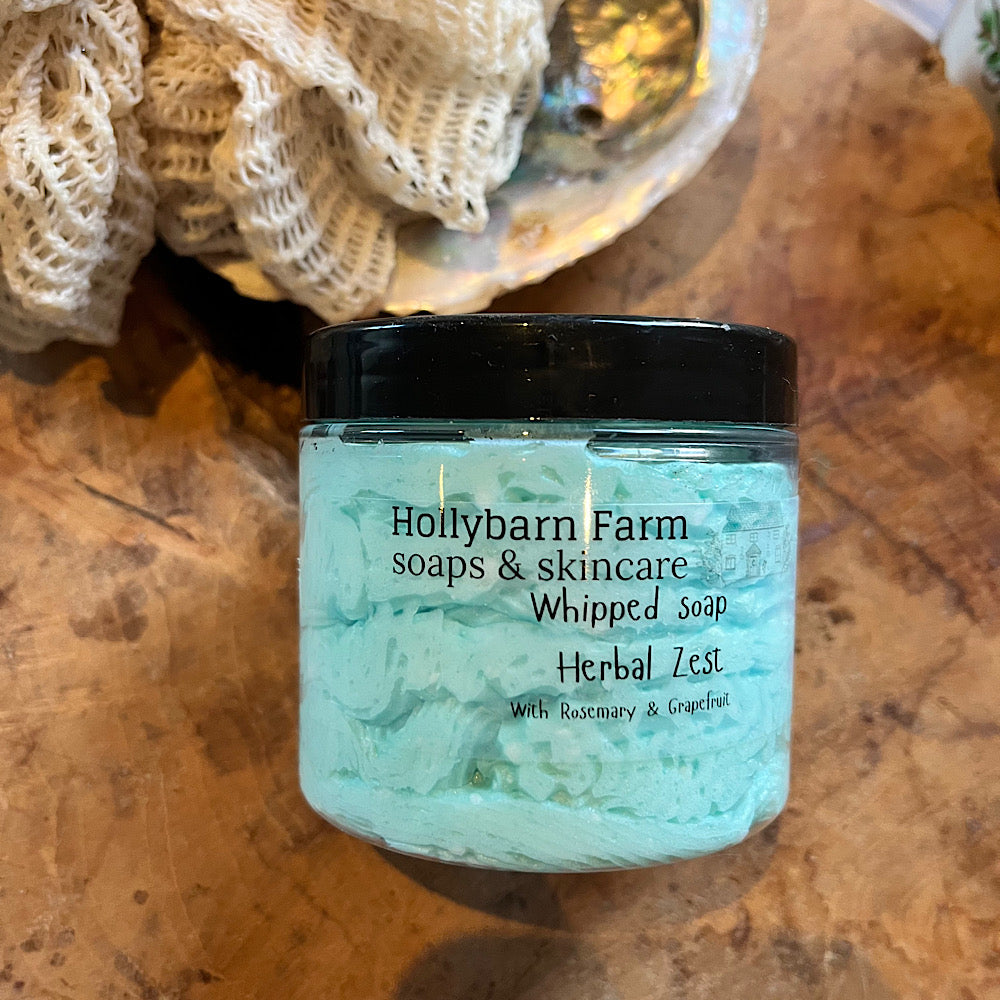 Hollybarn Farm
soaps & skincare
Whipped soap
Herbal Zest
With Rosemary & Grapefruit